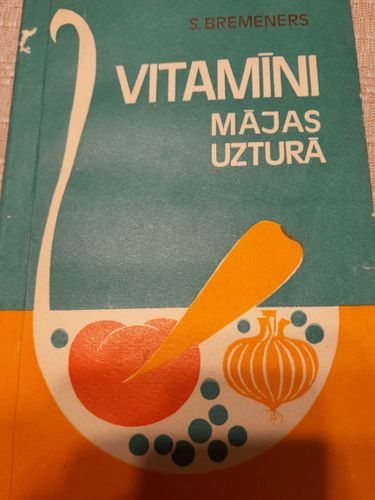 S. BREMENERS
VITAMĪNI
MĀJAS
UZTURĀ